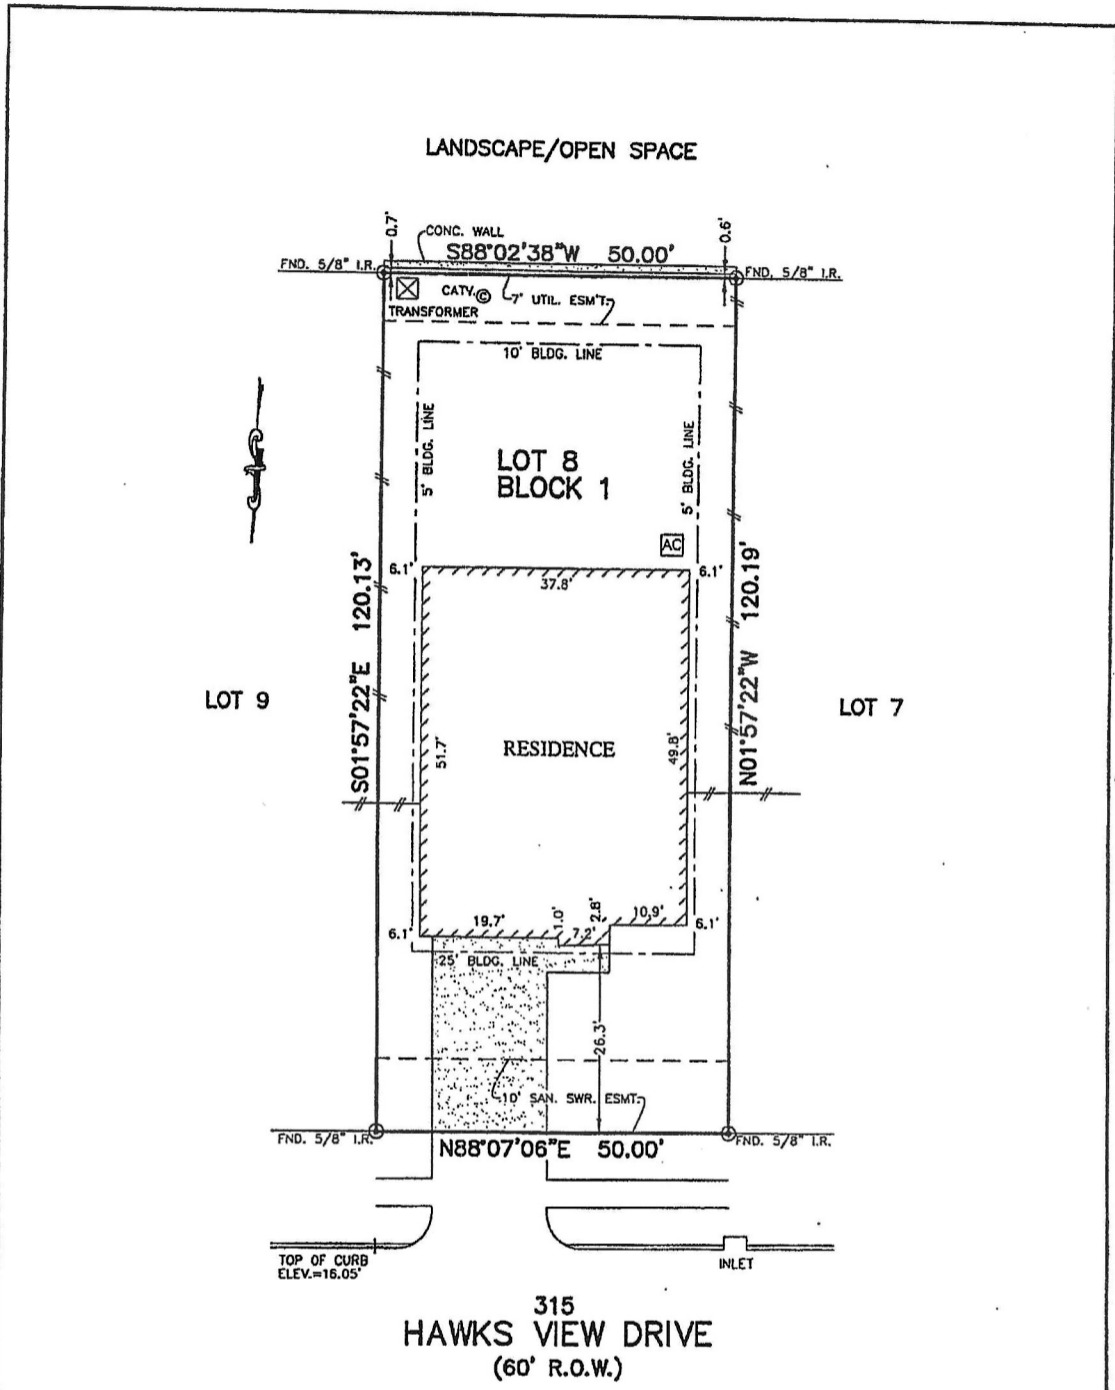 LANDSCAPE/OPEN SPACE
0.7'
CONC. WALL
0.6'
S88°02'38"W 50.00'
FND. 5/8" I.R.
FND. 5/8" I.R.
CATV. ©
7' UTIL. ESM'T.
TRANSFORMER
10' BLDG. LINE
5' BLDG. LINE
5' BLDG. LINE
LOT 8
BLOCK 1
AC
6.1'
6.1'
37.8'
S01°57'22"E 120.13'
N01°57'22"W 120.19'
LOT 9
LOT 7
51.7'
RESIDENCE
49.8'
19.7'
1.0'
7.2'
2.8'
10.9'
6.1'
6.1'
25' BLDG. LINE
26.3'
10' SAN. SWR. ESMT.
FND. 5/8" I.R.
N88°07'06"E 50.00'
FND. 5/8" I.R.
TOP OF CURB
ELEV.=16.05'
INLET
315
HAWKS VIEW DRIVE
(60' R.O.W.)